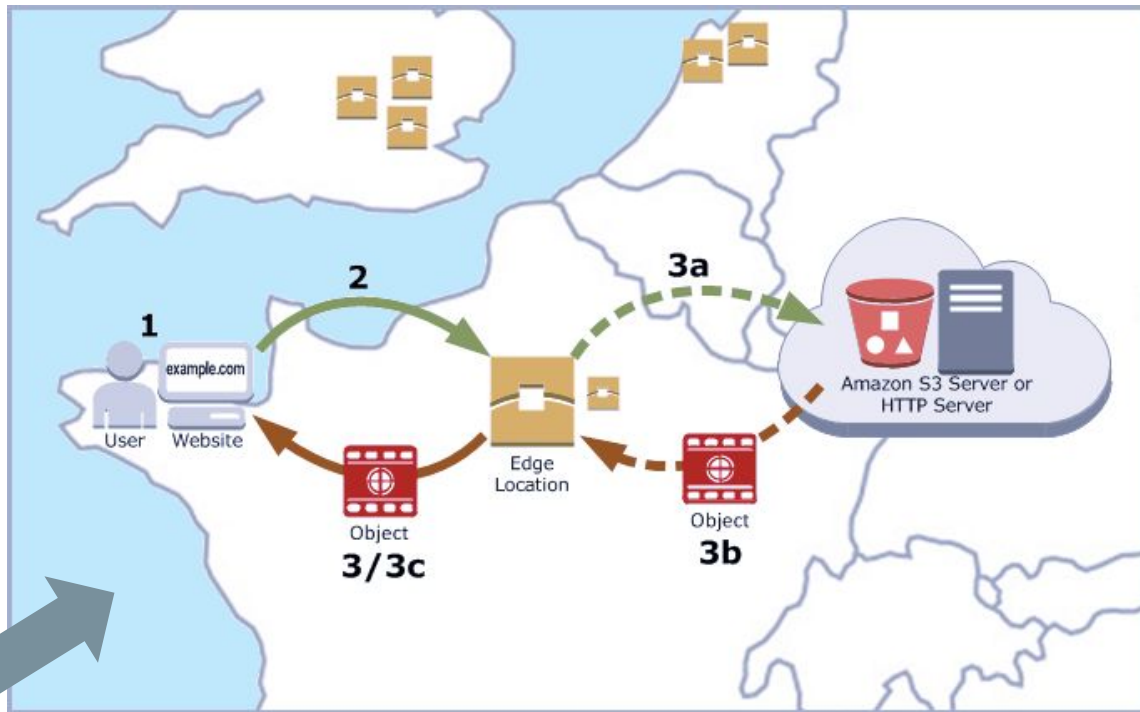 1
2
3a
example.com
User
Website
Edge
Location
Amazon S3 Server or
HTTP Server
Object
3/3c
Object
3b